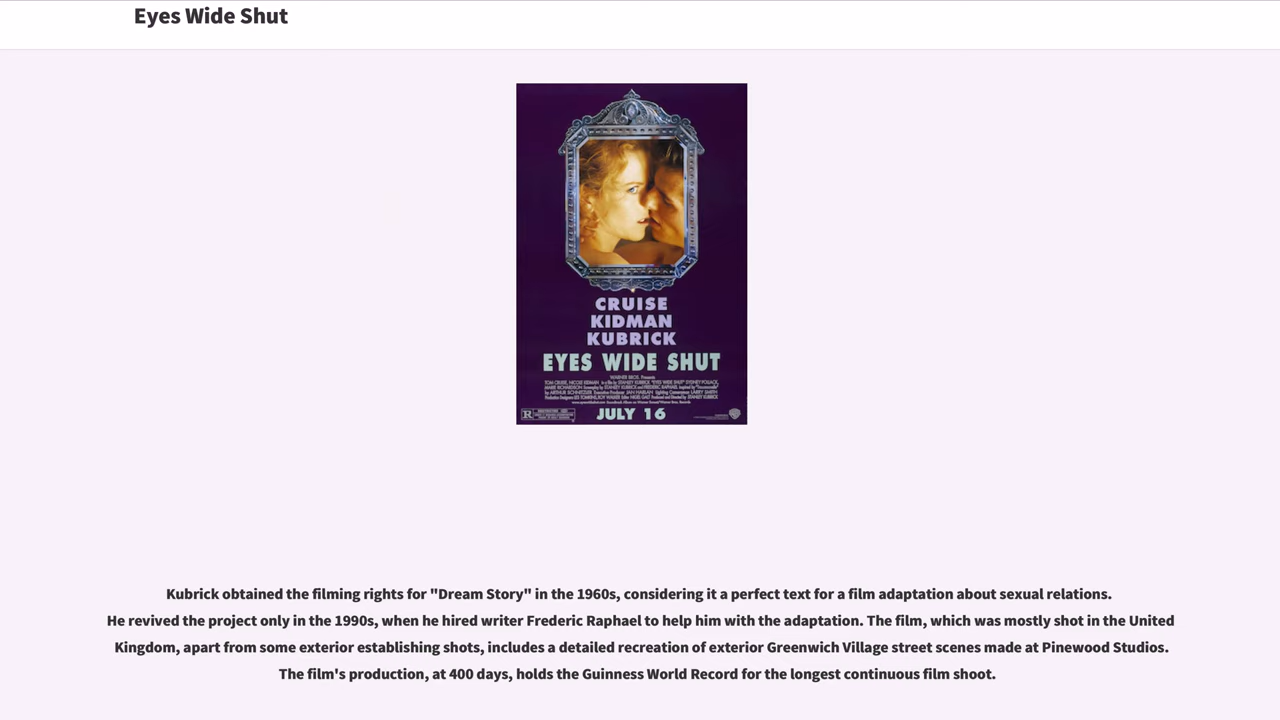 Eyes Wide Shut
CRUISE
KIDMAN
KUBRICK
EYES WIDE SHUT
WARNER BROS. Presents
JULY 16
Kubrick obtained the filming rights for "Dream Story" in the 1960s, considering it a perfect text for a film adaptation about sexual relations.
He revived the project only in the 1990s, when he hired writer Frederic Raphael to help him with the adaptation. The film, which was mostly shot in the United
Kingdom, apart from some exterior establishing shots, includes a detailed recreation of exterior Greenwich Village street scenes made at Pinewood Studios.
The film's production, at 400 days, holds the Guinness World Record for the longest continuous film shoot.